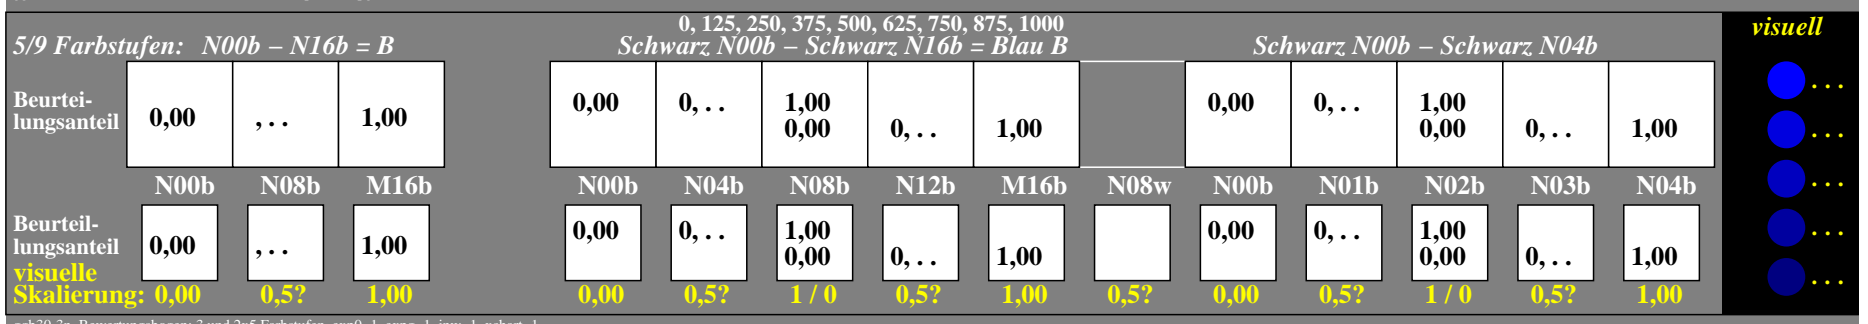 0, 125, 250, 375, 500, 625, 750, 875, 1000
visuell
5/9 Farbstufen: N00b – N16b = B
Schwarz N00b – Schwarz N16b = Blau B
Schwarz N00b – Schwarz N04b
Beurtei-
lungsanteil
0,00 , . . 1,00
0,00 0, . . 1,00
0,00 0, . . 1,00
0,00 0, . . 1,00
0,00 0, . . 1,00
. . .
. . .
N00b N08b M16b N00b N04b N08b N12b M16b N08w N00b N01b N02b N03b N04b
. . .
Beurteil-
lungsanteil
0,00 , . . 1,00
0,00 0, . . 1,00
0,00 0, . . 1,00
0,00 0, . . 1,00
0,00 0, . . 1,00
. . .
visuelle
Skalierung: 0,00 0,5? 1,00 0,00 0,5? 1 / 0 0,5? 1,00 0,5? 0,00 0,5? 1 / 0 0,5? 1,00
. . .